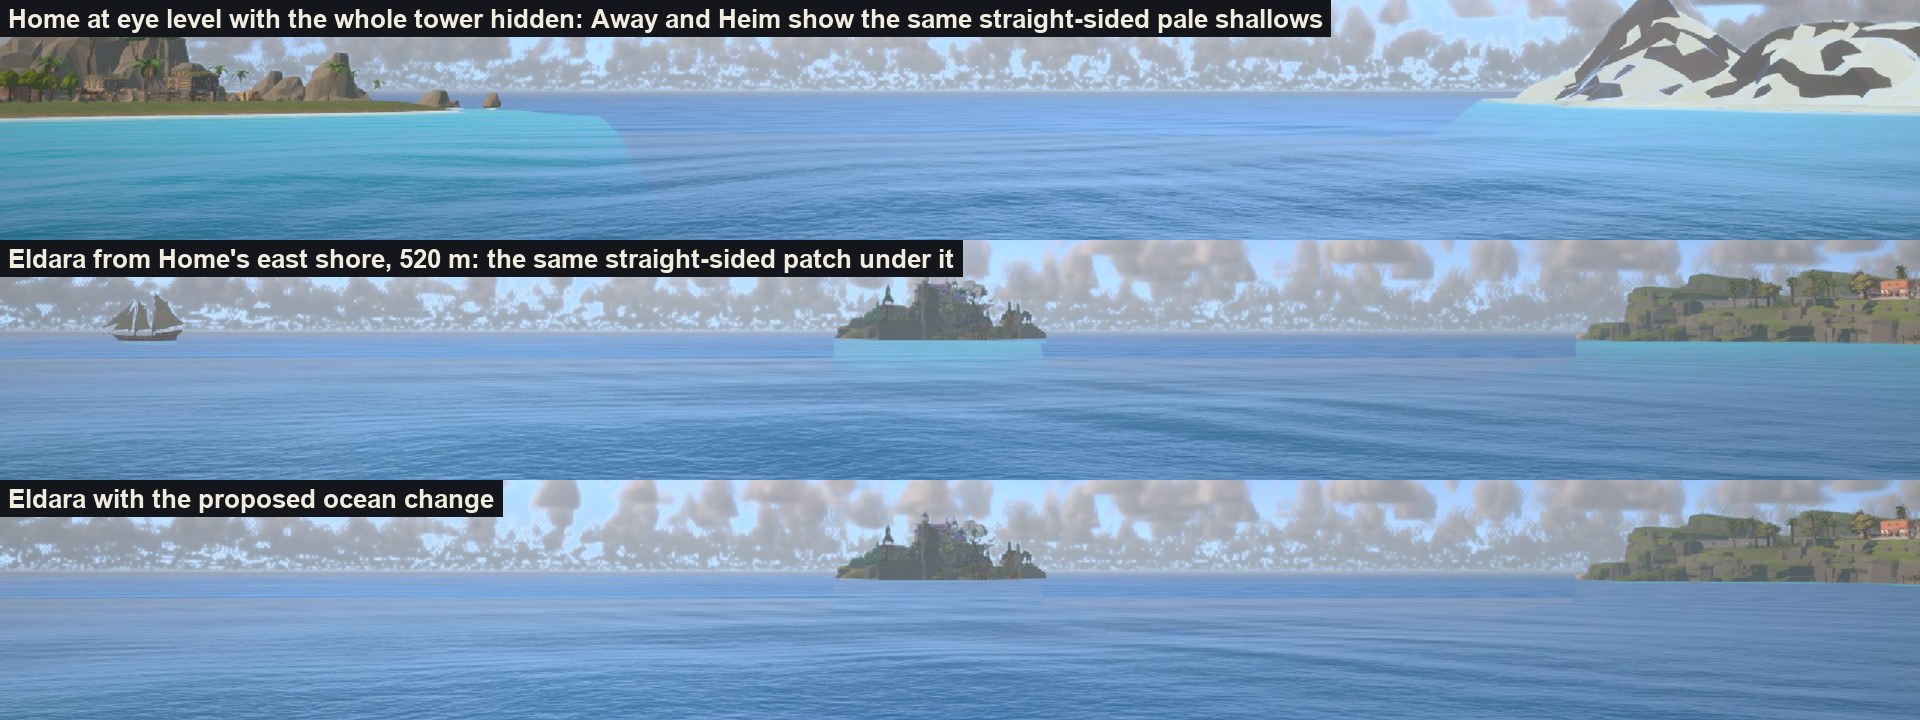 Home at eye level with the whole tower hidden: Away and Heim show the same straight-sided pale shallows
Eldara from Home's east shore, 520 m: the same straight-sided patch under it
Eldara with the proposed ocean change